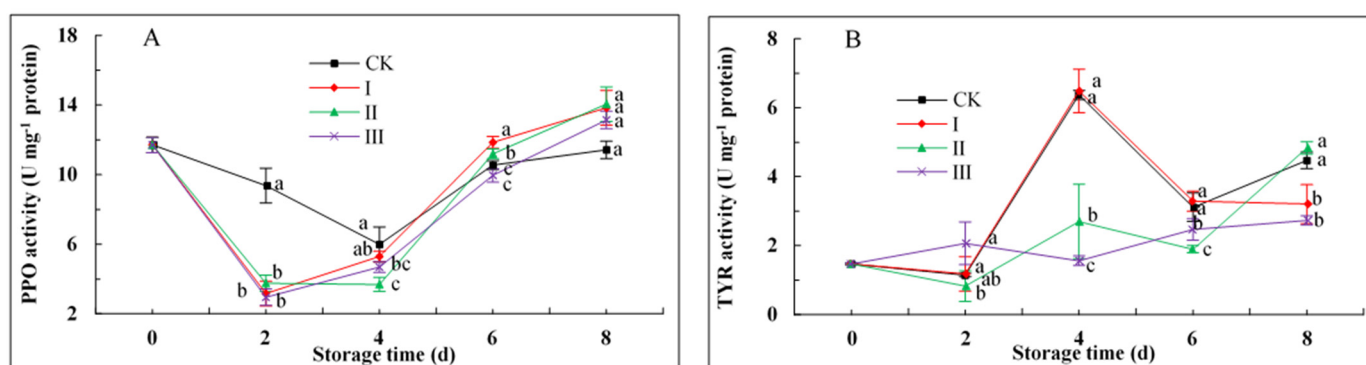 A
PPO activity (U mg-1 protein)
18
14
10
6
2
CK
I
II
III
a
b
b
b
a
ab
bc
c
a
b
c
c
a
a
a
a
0 2 4 6 8
Storage time (d)
B
TYR activity (U mg-1 protein)
8
6
4
2
0
CK
I
II
III
a
a
ab
b
a
a
b
c
a
a
b
c
a
a
b
b
0 2 4 6 8
Storage time (d)